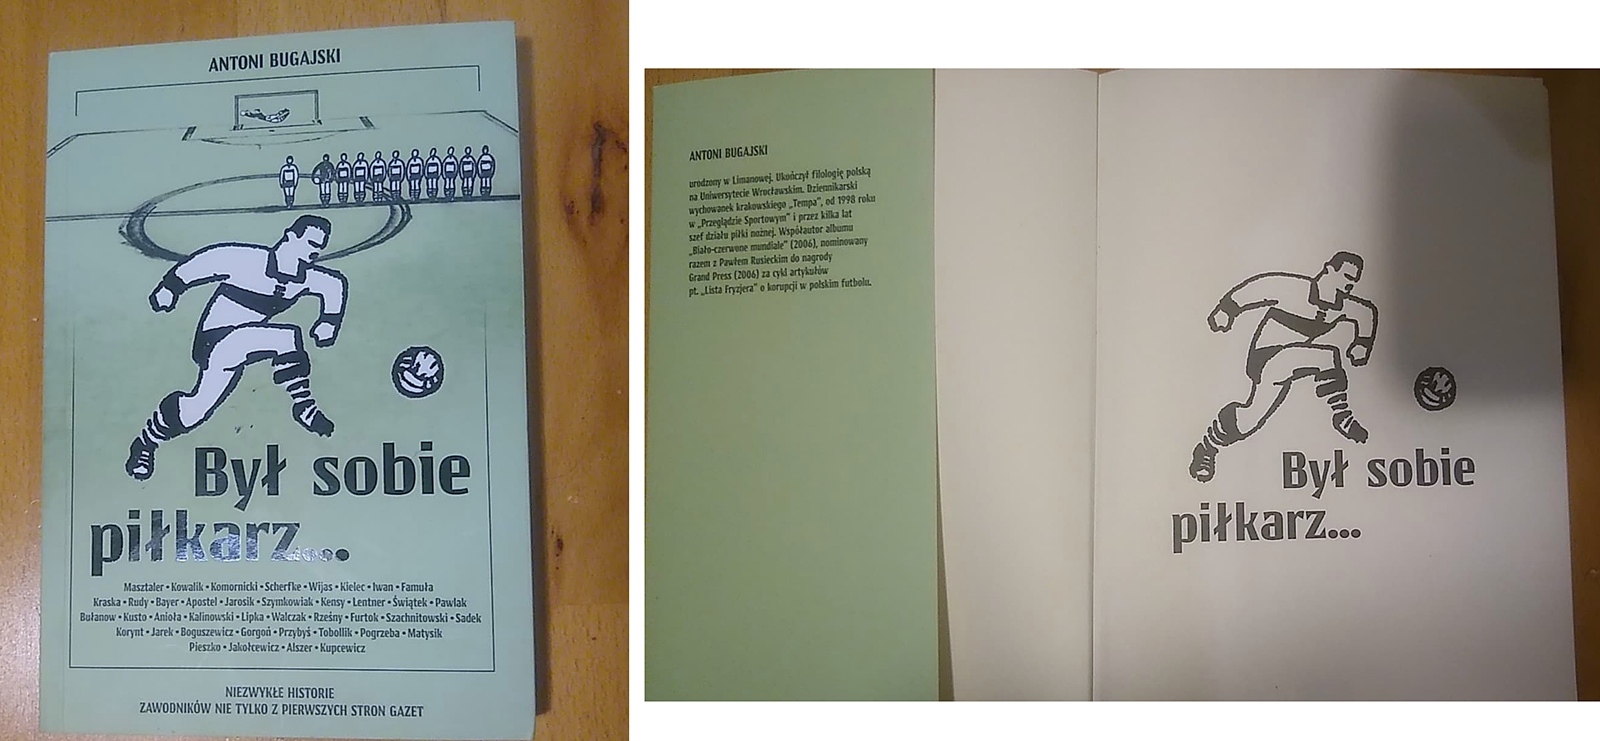 ANTONI BUGAJSKI
Był sobie
piłkarz...
Masztaler • Kowalik • Komornicki • Scherfke • Wijas • Kielec • Iwan • Famuła
Kraska • Rudy • Bayer • Apostel • Jarosik • Szymkowiak • Kensy • Lentner • Świątek • Pawlak
Bułanow • Kusto • Anioła • Kalinowski • Lipka • Walczak • Rześny • Furtok • Szachnitowski • Sadek
Korynt • Jarek • Boguszewicz • Gorgoń • Przybyś • Tobollik • Pogrzeba • Matysik
Pieszko • Jakołcewicz • Alszer • Kupcewicz
NIEZWYKŁE HISTORIE
ZAWODNIKÓW NIE TYLKO Z PIERWSZYCH STRON GAZET
ANTONI BUGAJSKI
urodzony w Limanowej. Ukończył filologię polską
na Uniwersytecie Wrocławskim. Dziennikarski
wychowanek krakowskiego „Tempa”, od 1998 roku
w „Przeglądzie Sportowym” i przez kilka lat
szef działu piłki nożnej. Współautor albumu
„Biało-czerwone mundiale” (2006), nominowany
razem z Pawłem Rusieckim do nagrody
Grand Press (2006) za cykl artykułów
pt. „Lista Fryzjera” o korupcji w polskim futbolu.
Był sobie
piłkarz...